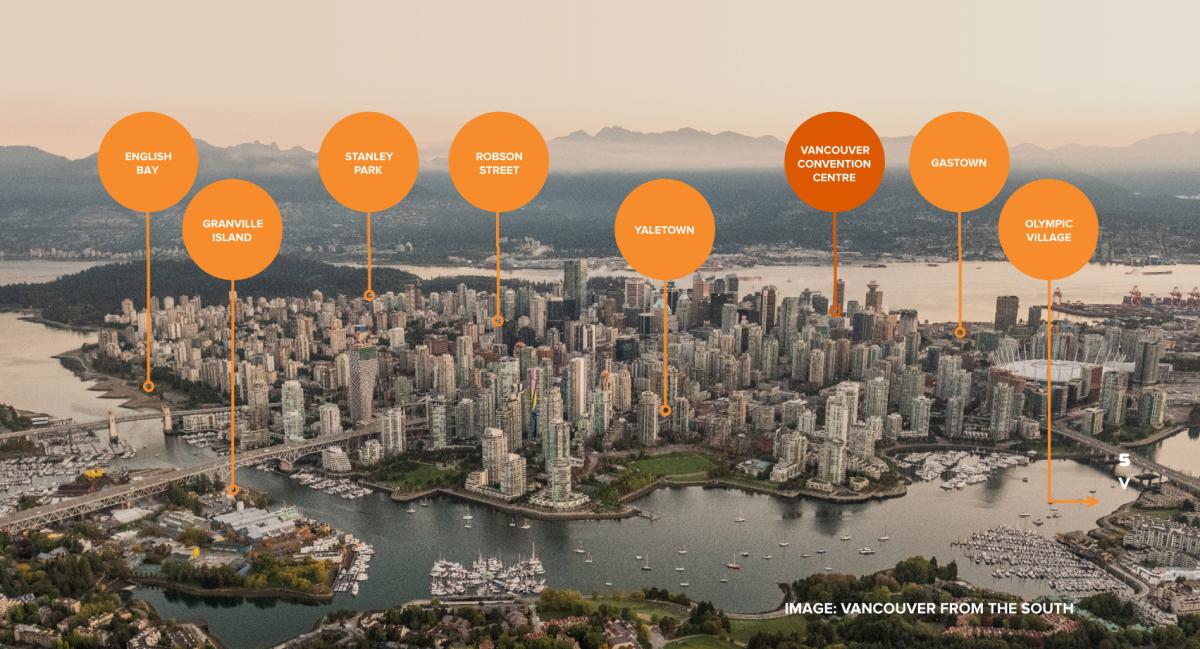 ENGLISH
BAY
GRANVILLE
ISLAND
STANLEY
PARK
ROBSON
STREET
YALETOWN
VANCOUVER
CONVENTION
CENTRE
GASTOWN
OLYMPIC
VILLAGE
5
V
IMAGE: VANCOUVER FROM THE SOUTH